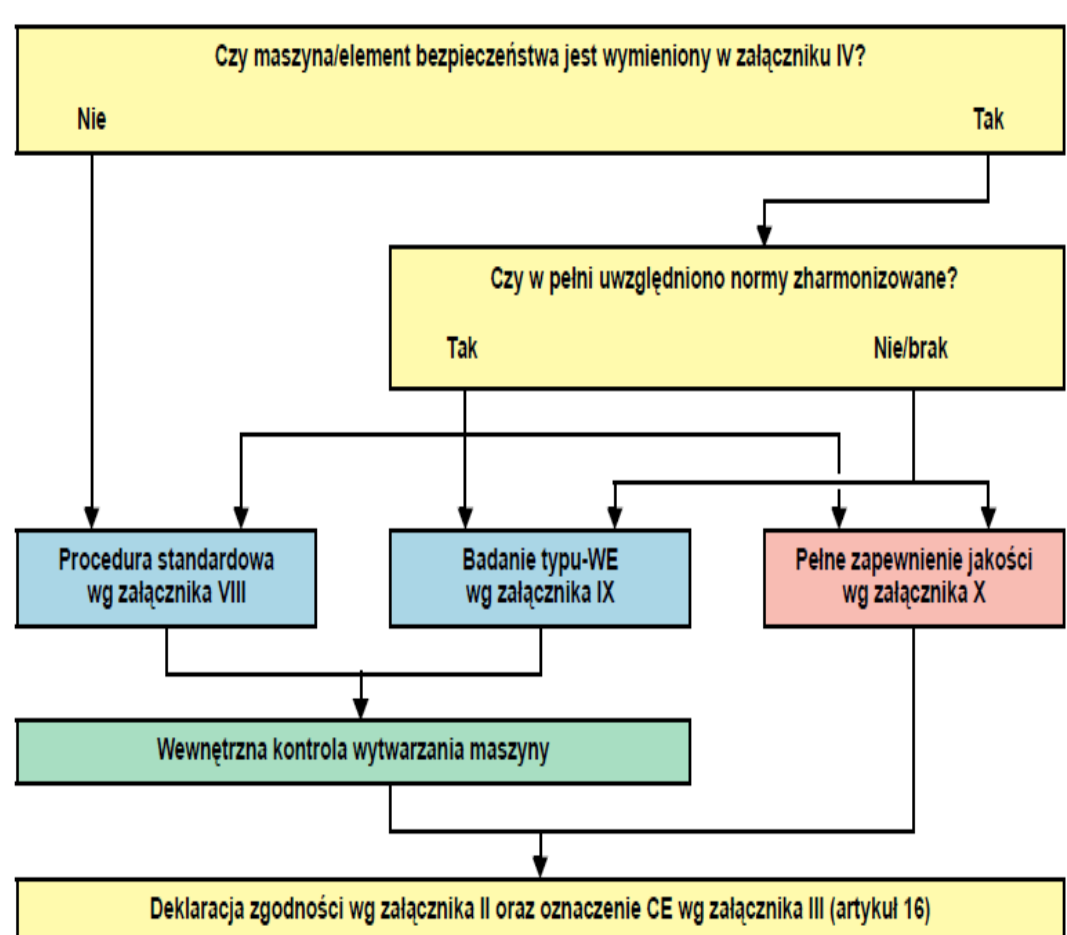 Czy maszyna/element bezpieczeństwa jest wymieniony w załączniku IV?
Nie
Tak
Czy w pełni uwzględniono normy zharmonizowane?
Tak
Nie/brak
Procedura standardowa
wg załącznika VIII
Badanie typu-WE
wg załącznika IX
Pełne zapewnienie jakości
wg załącznika X
Wewnętrzna kontrola wytwarzania maszyny
Deklaracja zgodności wg załącznika II oraz oznaczenie CE wg załącznika III (artykuł 16)